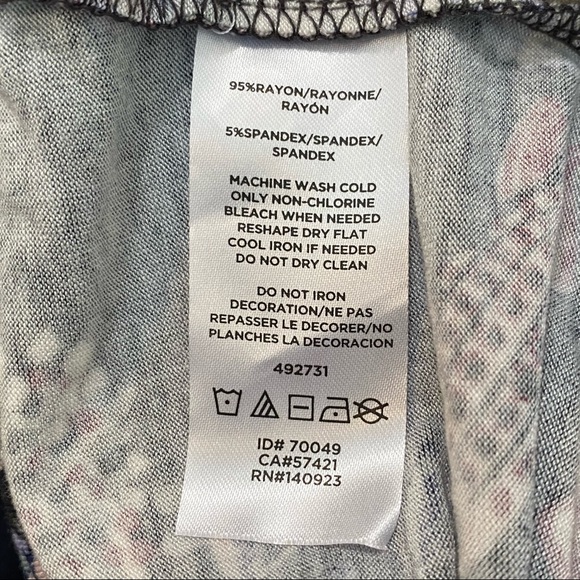 95%RAYON/RAYONNE/
RAYÓN
5%SPANDEX/SPANDEX/
SPANDEX
MACHINE WASH COLD
ONLY NON-CHLORINE
BLEACH WHEN NEEDED
RESHAPE DRY FLAT
COOL IRON IF NEEDED
DO NOT DRY CLEAN
DO NOT IRON
DECORATION/NE PAS
REPASSER LE DECORER/NO
PLANCHES LA DECORACION
492731
ID# 70049
CA#57421
RN#140923